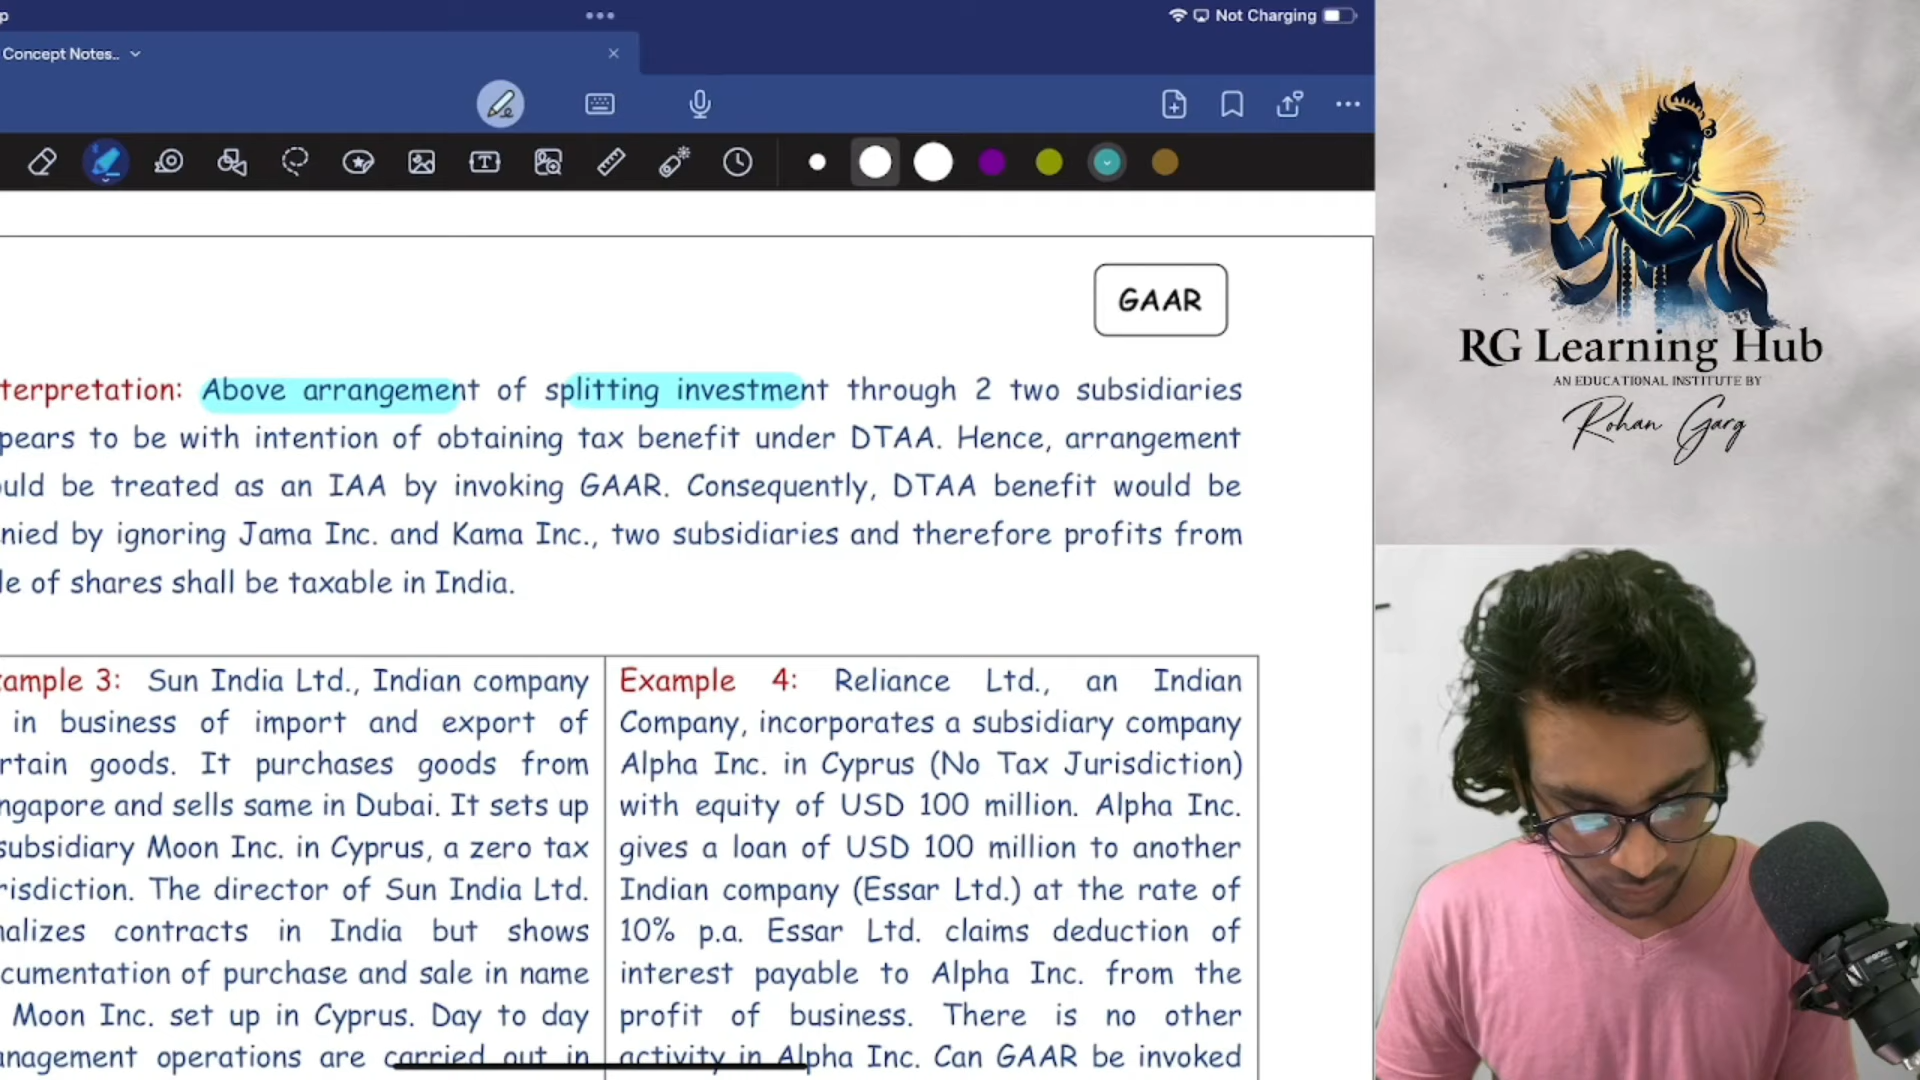 p
Not Charging
Concept Notes..
GAAR
terpretation: Above arrangement of splitting investment through 2 two subsidiaries
pears to be with intention of obtaining tax benefit under DTAA. Hence, arrangement
ould be treated as an IAA by invoking GAAR. Consequently, DTAA benefit would be
nied by ignoring Jama Inc. and Kama Inc., two subsidiaries and therefore profits from
le of shares shall be taxable in India.
ample 3: Sun India Ltd., Indian company
in business of import and export of
rtain goods. It purchases goods from
ngapore and sells same in Dubai. It sets up
subsidiary Moon Inc. in Cyprus, a zero tax
risdiction. The director of Sun India Ltd.
nalizes contracts in India but shows
cumentation of purchase and sale in name
Moon Inc. set up in Cyprus. Day to day
anagement operations are carried out in
Example 4: Reliance Ltd., an Indian
Company, incorporates a subsidiary company
Alpha Inc. in Cyprus (No Tax Jurisdiction)
with equity of USD 100 million. Alpha Inc.
gives a loan of USD 100 million to another
Indian company (Essar Ltd.) at the rate of
10% p.a. Essar Ltd. claims deduction of
interest payable to Alpha Inc. from the
profit of business. There is no other
activity in Alpha Inc. Can GAAR be invoked
RG Learning Hub
AN EDUCATIONAL INSTITUTE BY
Rohan Garg